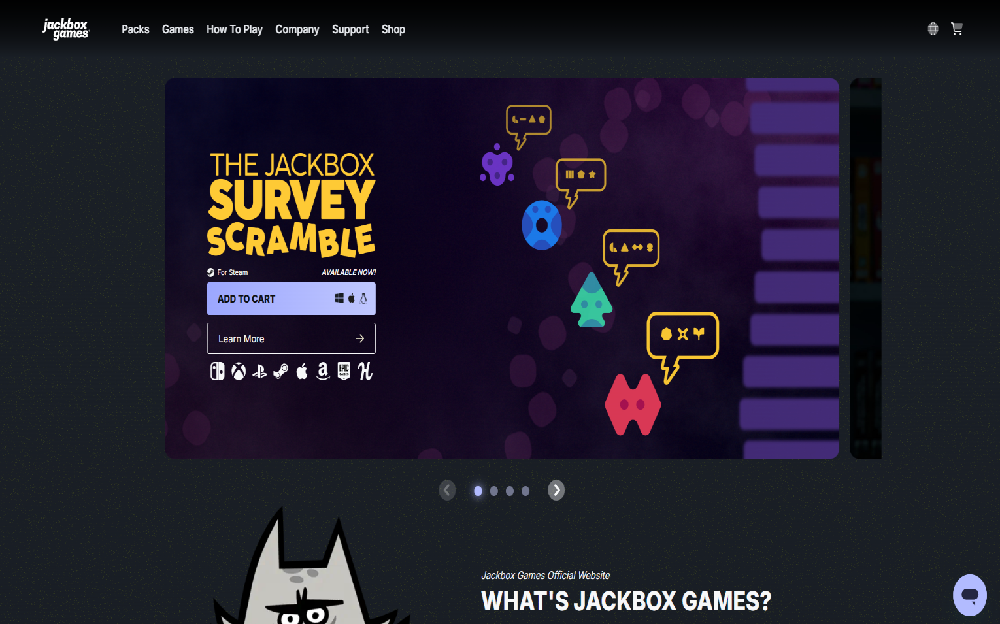 jackbox
games
Packs
Games
How To Play
Company
Support
Shop
THE JACKBOX
SURVEY
SCRAMBLE
For Steam
AVAILABLE NOW!
ADD TO CART
Learn More
a
EPIC
GAMES
H
Jackbox Games Official Website
WHAT'S JACKBOX GAMES?